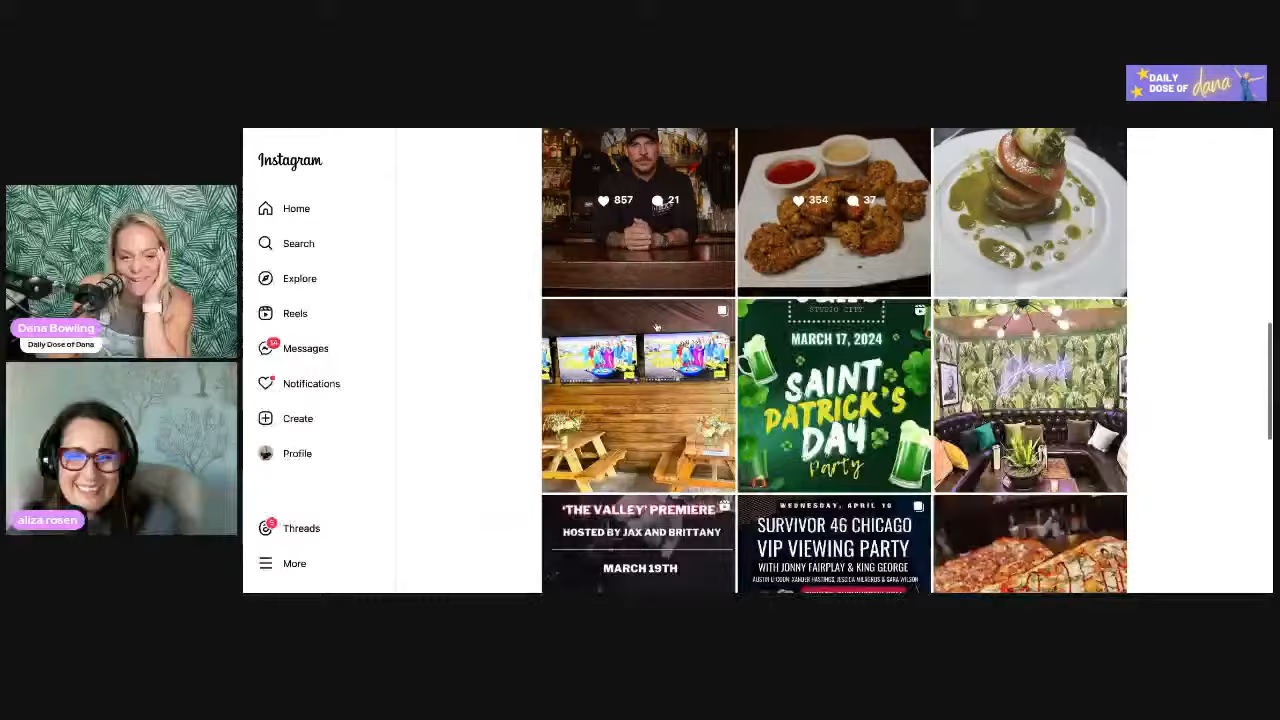 DAILY
DOSE OF dana
Instagram
Home
Search
Explore
Reels
14
Messages
Notifications
Create
Profile
5
Threads
More
Dana Bowling
Daily Dose of Dana
aliza rosen
857 21
354 37
STUDIO CITY
MARCH 17, 2024
SAINT
PATRICK'S
DAY
Party
Jax's
'THE VALLEY' PREMIERE
HOSTED BY JAX AND BRITTANY
MARCH 19TH
WEDNESDAY, APRIL 10
SURVIVOR 46 CHICAGO
VIP VIEWING PARTY
WITH JONNY FAIRPLAY & KING GEORGE